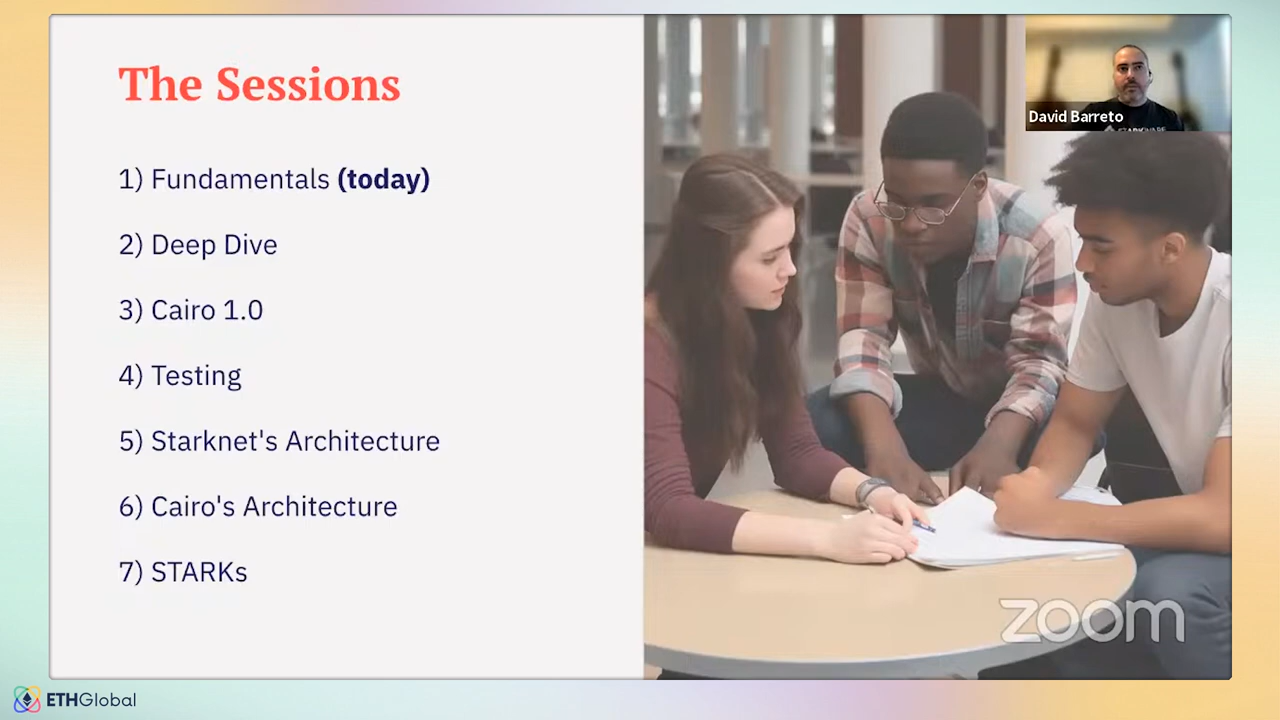 The Sessions
1) Fundamentals (today)
2) Deep Dive
3) Cairo 1.0
4) Testing
5) Starknet's Architecture
6) Cairo's Architecture
7) STARKs
David Barreto
STARKWARE
zoom
ETHGlobal